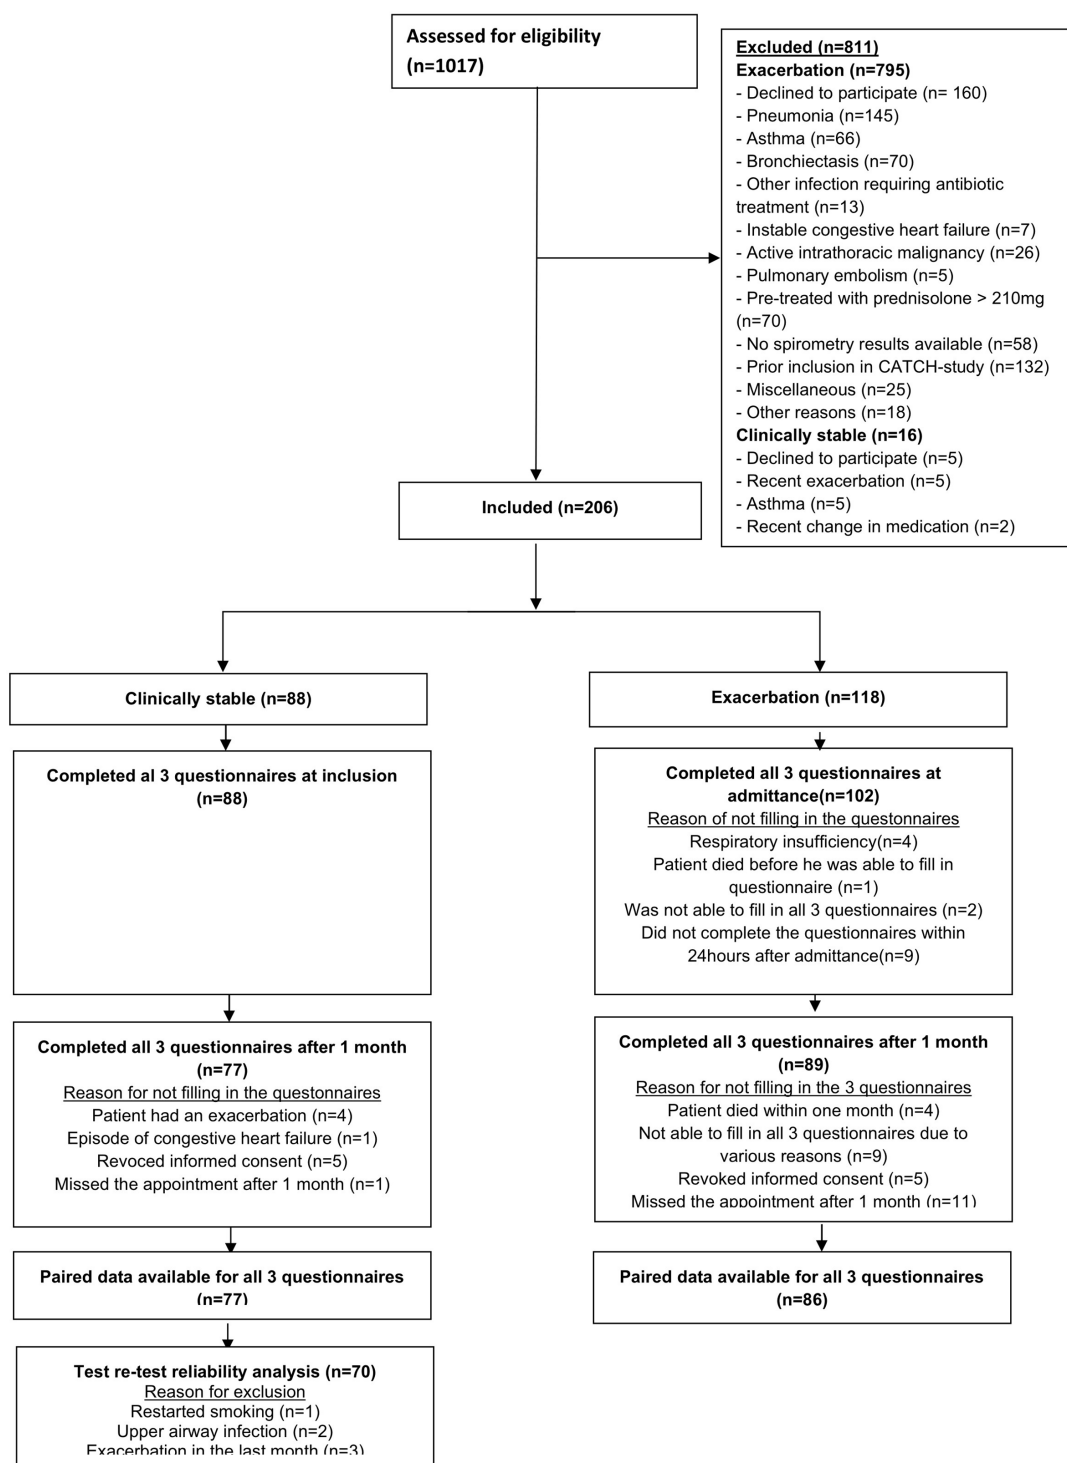 Assessed for eligibility
(n=1017)
Excluded (n=811)
Exacerbation (n=795)
- Declined to participate (n= 160)
- Pneumonia (n=145)
- Asthma (n=66)
- Bronchiectasis (n=70)
- Other infection requiring antibiotic
treatment (n=13)
- Instable congestive heart failure (n=7)
- Active intrathoracic malignancy (n=26)
- Pulmonary embolism (n=5)
- Pre-treated with prednisolone > 210mg
(n=70)
- No spirometry results available (n=58)
- Prior inclusion in CATCH-study (n=132)
- Miscellaneous (n=25)
- Other reasons (n=18)
Clinically stable (n=16)
- Declined to participate (n=5)
- Recent exacerbation (n=5)
- Asthma (n=5)
- Recent change in medication (n=2)
Included (n=206)
Clinically stable (n=88)
Completed al 3 questionnaires at inclusion
(n=88)
Completed all 3 questionnaires after 1 month
(n=77)
Reason for not filling in the questonnaires
Patient had an exacerbation (n=4)
Episode of congestive heart failure (n=1)
Revoced informed consent (n=5)
Missed the appointment after 1 month (n=1)
Paired data available for all 3 questionnaires
(n=77)
Test re-test reliability analysis (n=70)
Reason for exclusion
Restarted smoking (n=1)
Upper airway infection (n=2)
Exacerbation in the last month (n=3)
Exacerbation (n=118)
Completed all 3 questionnaires at
admittance(n=102)
Reason of not filling in the questonnaires
Respiratory insufficiency(n=4)
Patient died before he was able to fill in
questionnaire (n=1)
Was not able to fill in all 3 questionnaires (n=2)
Did not complete the questionnaires within
24hours after admittance(n=9)
Completed all 3 questionnaires after 1 month
(n=89)
Reason for not filling in the 3 questionnaires
Patient died within one month (n=4)
Not able to fill in all 3 questionnaires due to
various reasons (n=9)
Revoked informed consent (n=5)
Missed the appointment after 1 month (n=11)
Paired data available for all 3 questionnaires
(n=86)